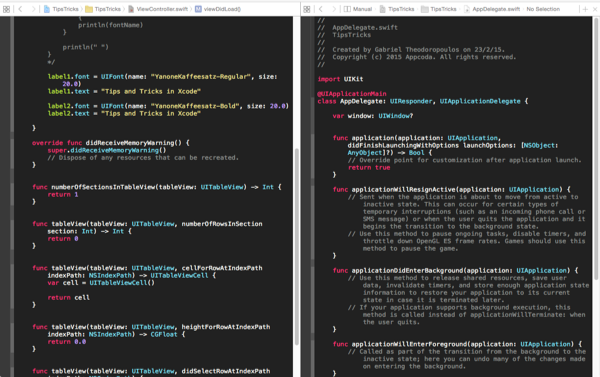 TipsTricks TipsTricks ViewController.swift viewDidLoad()
{
println(fontName)
}
println(" ")
}
*/
label1.font = UIFont(name: "YanoneKaffeesatz-Regular", size:
20.0)
label1.text = "Tips and Tricks in Xcode"
label2.font = UIFont(name: "YanoneKaffeesatz-Bold", size: 20.0)
label2.text = "Tips and Tricks in Xcode"
}
override func didReceiveMemoryWarning() {
super.didReceiveMemoryWarning()
// Dispose of any resources that can be recreated.
}
func numberOfSectionsInTableView(tableView: UITableView) -> Int {
return 1
}
func tableView(tableView: UITableView, numberOfRowsInSection
section: Int) -> Int {
return 0
}
func tableView(tableView: UITableView, cellForRowAtIndexPath
indexPath: NSIndexPath) -> UITableViewCell {
var cell = UITableViewCell()
return cell
}
func tableView(tableView: UITableView, heightForRowAtIndexPath
indexPath: NSIndexPath) -> CGFloat {
return 0.0
}
func tableView(tableView: UITableView, didSelectRowAtIndexPath
Manual TipsTricks TipsTricks AppDelegate.swift No Selection
//
// AppDelegate.swift
// TipsTricks
//
// Created by Gabriel Theodoropoulos on 23/2/15.
// Copyright (c) 2015 Appcoda. All rights reserved.
//
import UIKit
@UIApplicationMain
class AppDelegate: UIResponder, UIApplicationDelegate {
var window: UIWindow?
func application(application: UIApplication,
didFinishLaunchingWithOptions launchOptions: [NSObject:
AnyObject]?) -> Bool {
// Override point for customization after application launch.
return true
}
func applicationWillResignActive(application: UIApplication) {
// Sent when the application is about to move from active to
inactive state. This can occur for certain types of
temporary interruptions (such as an incoming phone call or
SMS message) or when the user quits the application and it
begins the transition to the background state.
// Use this method to pause ongoing tasks, disable timers, and
throttle down OpenGL ES frame rates. Games should use this
method to pause the game.
}
func applicationDidEnterBackground(application: UIApplication) {
// Use this method to release shared resources, save user
data, invalidate timers, and store enough application state
information to restore your application to its current
state in case it is terminated later.
// If your application supports background execution, this
method is called instead of applicationWillTerminate: when
the user quits.
}
func applicationWillEnterForeground(application: UIApplication) {
// Called as part of the transition from the background to the
inactive state; here you can undo many of the changes made
on entering the background.